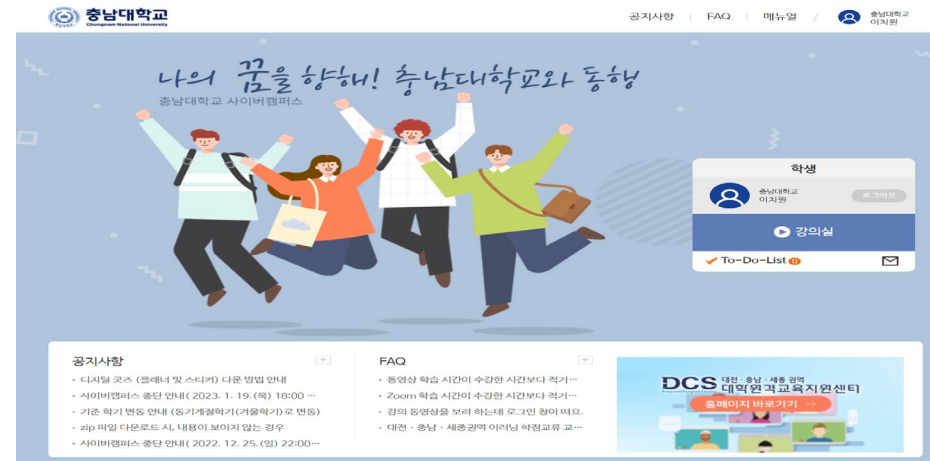 충남대학교
Chungnam National University
공지사항 | FAQ | 매뉴얼 / 충남대학교
이치원
나의 꿈을 향해! 충남대학교와 동행
충남대학교 사이버캠퍼스
학생
충남대학교
이치원
로그아웃
강의실
To-Do-List 0
공지사항 +
· 디지털 굿즈 (플래너 및 스티커) 다운 방법 안내
· 사이버캠퍼스 중단 안내( 2023. 1. 19.(목) 18:00 …
· 기준 학기 변동 안내 (동기계절학기(겨울학기)로 변동)
· zip 파일 다운로드 시, 내용이 보이지 않는 경우
· 사이버캠퍼스 중단 안내( 2022. 12. 25.(일) 22:00…
FAQ +
· 동영상 학습 시간이 수강한 시간보다 적거…
· Zoom 학습 시간이 수강한 시간보다 적거…
· 강의 동영상을 보려 하는데 로그인 창이 떠요.
· 대전 · 충남 · 세종권역 이러닝 학점교류 교…
DCS 대전·충남·세종 권역
대학원격교육지원센터
홈페이지 바로가기 →